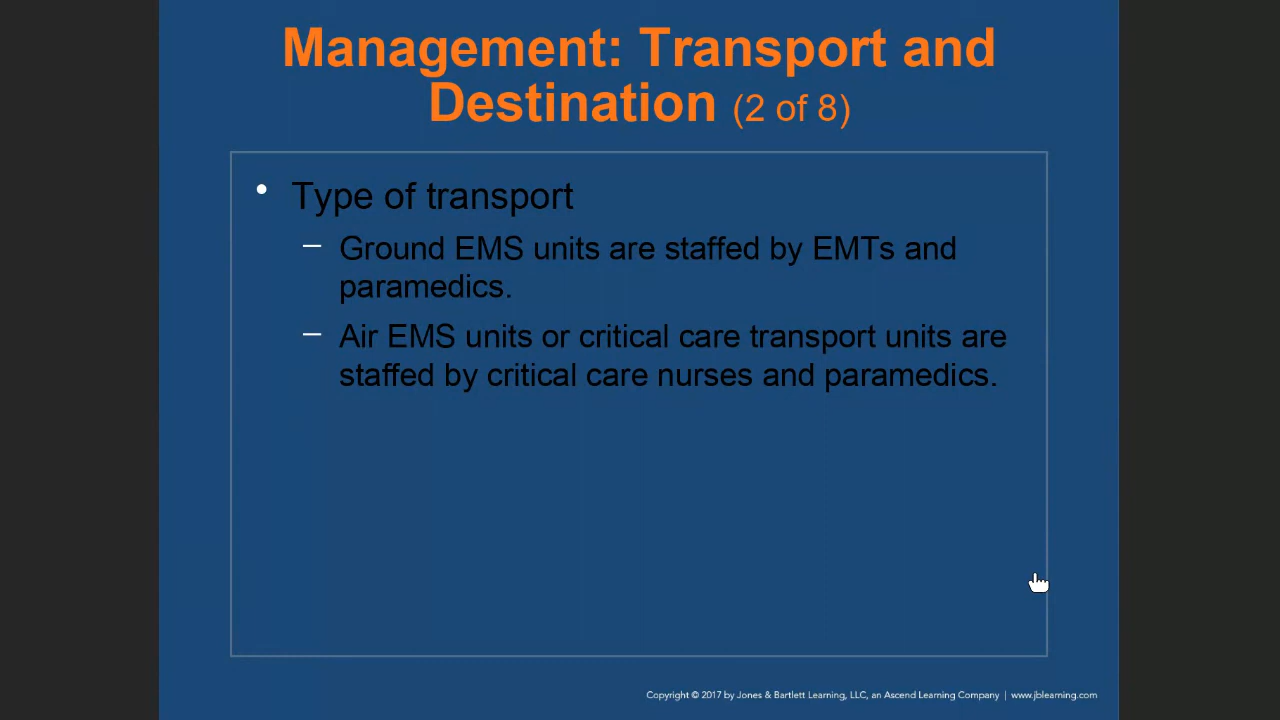 Management: Transport and
Destination (2 of 8)
• Type of transport
– Ground EMS units are staffed by EMTs and
paramedics.
– Air EMS units or critical care transport units are
staffed by critical care nurses and paramedics.
Copyright © 2017 by Jones & Bartlett Learning, LLC, an Ascend Learning Company | www.jblearning.com